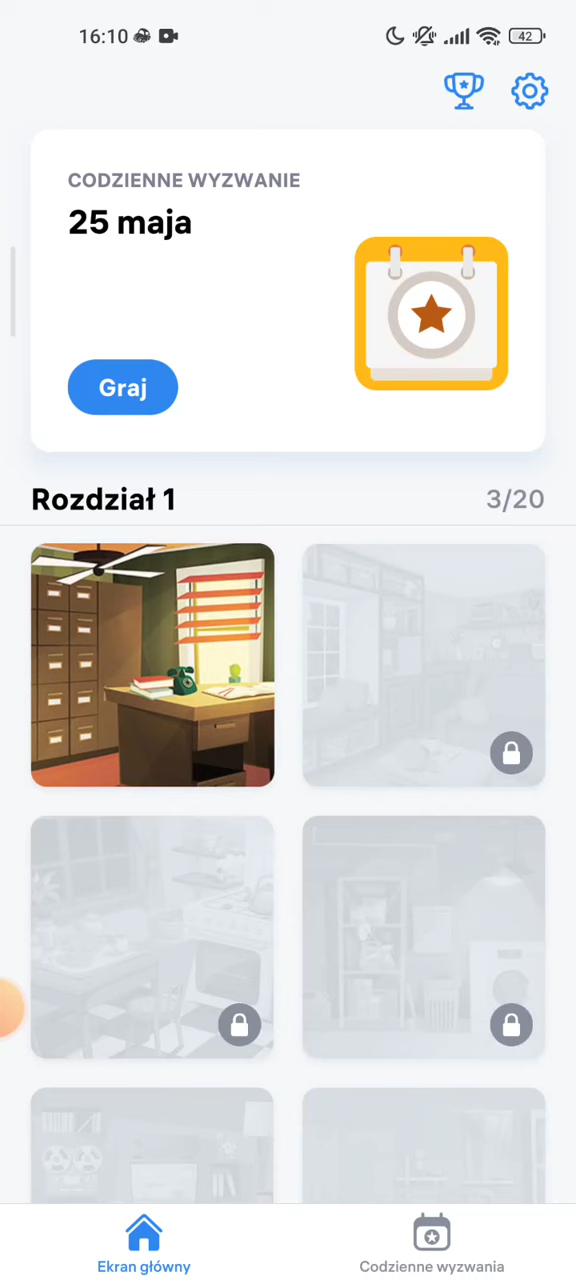 16:10
42
CODZIENNE WYZWANIE
25 maja
Graj
Rozdział 1
3/20
Ekran główny
Codzienne wyzwania